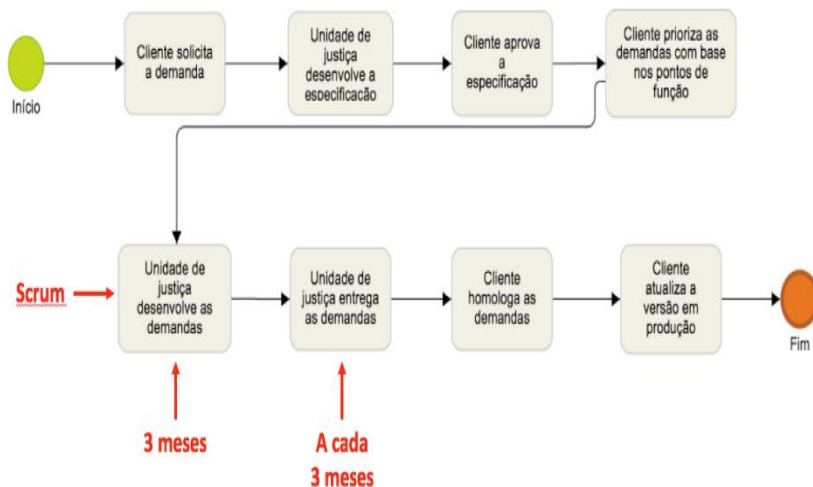 Início
Cliente solicita
a demanda
Unidade de
justiça
desenvolve a
especificação
Cliente aprova
a
especificação
Cliente prioriza as
demandas com base
nos pontos de
função
Scrum
Unidade de
justiça
desenvolve as
demandas
Unidade de
justiça entrega
as demandas
Cliente
homologa as
demandas
Cliente
atualiza a
versão em
produção
Fim
3 meses
A cada
3 meses